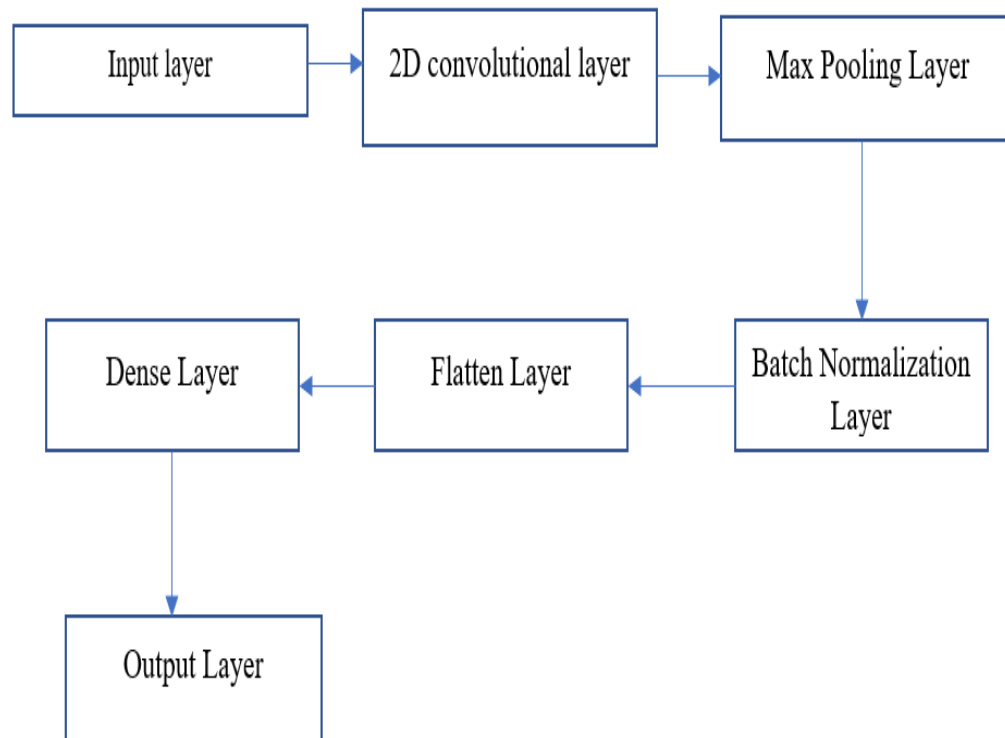 Input layer
2D convolutional layer
Max Pooling Layer
Batch Normalization
Layer
Flatten Layer
Dense Layer
Output Layer